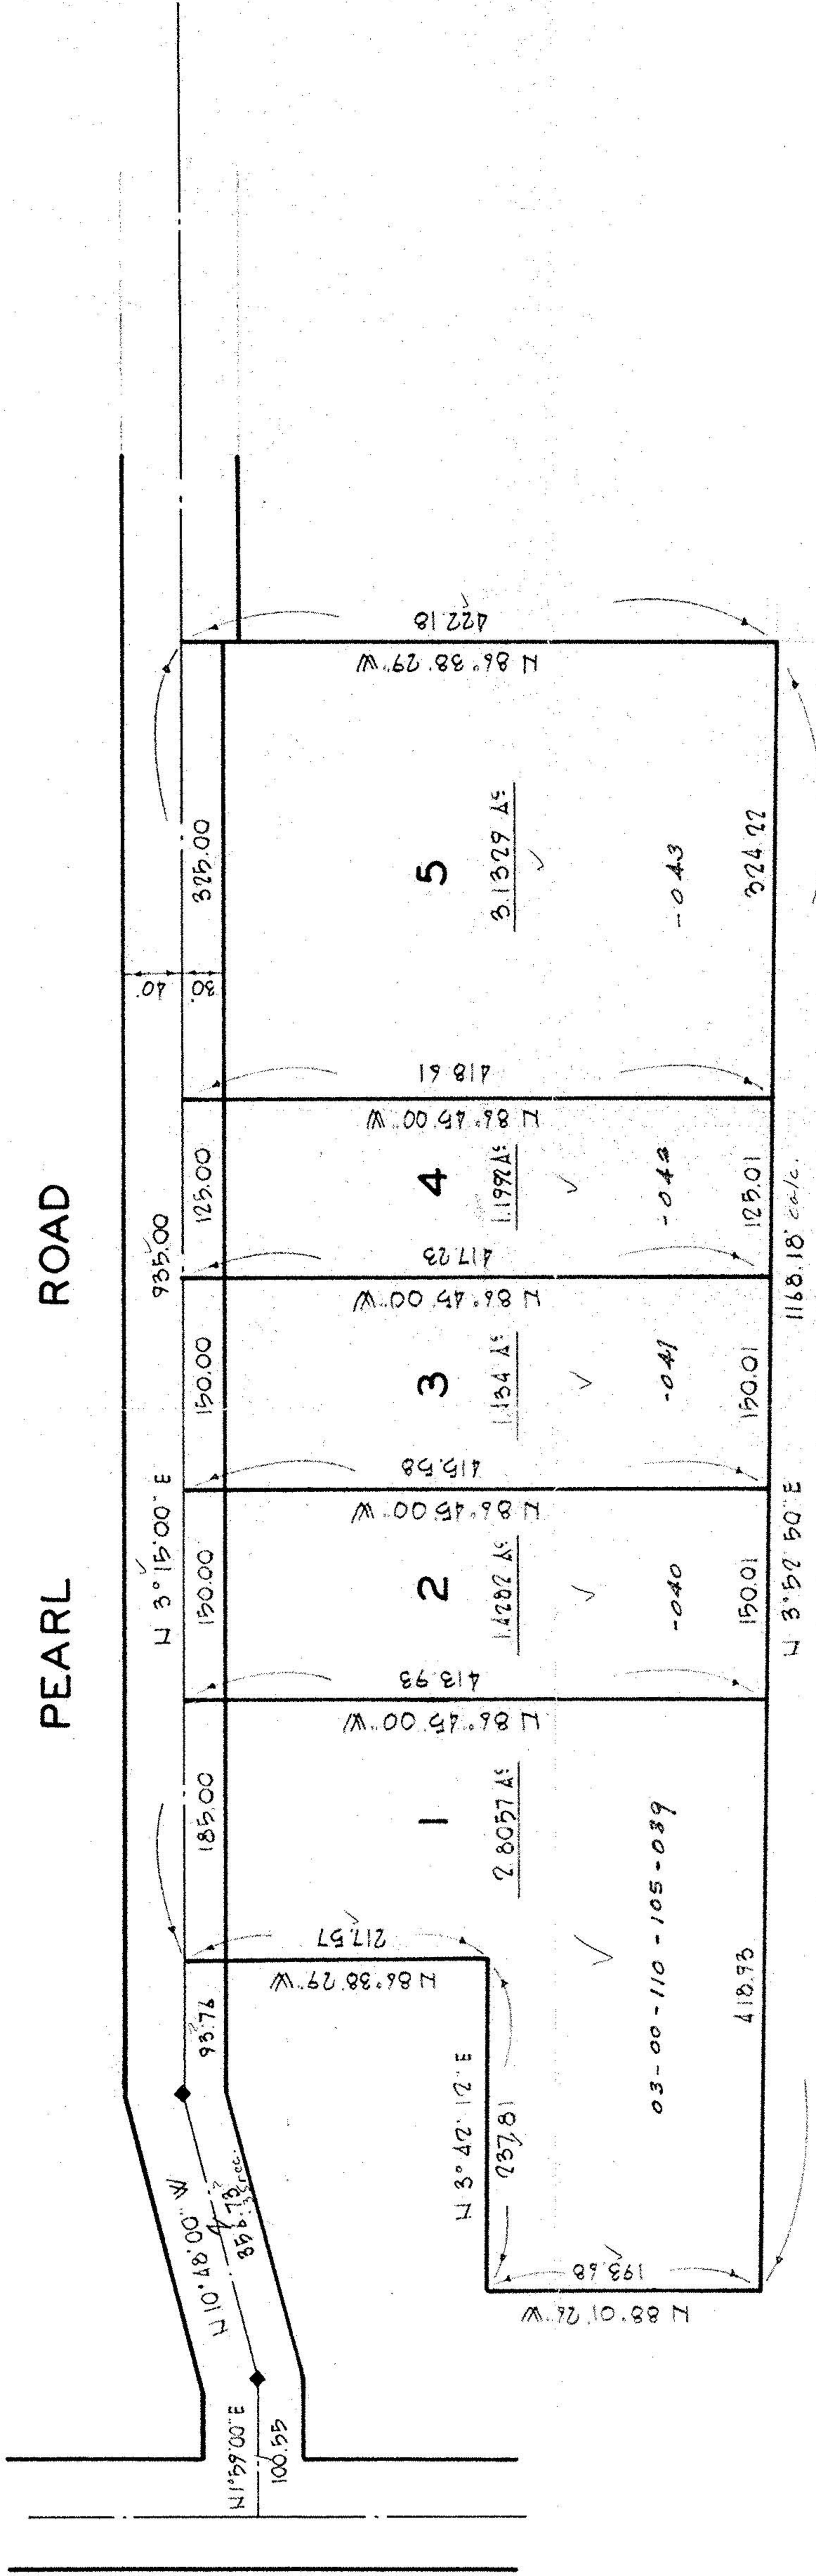 PEARL ROAD
N 3° 15' 00" E
935.00
40'
30'
N 1° 59' 00" E
100.55
N 10° 48' 00" W
rec.
93.76
185.00
150.00
150.00
125.00
325.00
N 86° 38' 29" W
217.57
N 86° 45' 00" W
413.93
N 86° 45' 00" W
415.58
N 86° 45' 00" W
417.23
N 86° 45' 00" W
418.61
N 86° 38' 29" W
422.18
1
2.8057 Ac
03-00-110-105-039
2
1.4282 Ac
-040
3
1.434 Ac
-041
4
1.1992 Ac
-042
5
3.1329 Ac
-043
N 3° 42' 12" E
237.81
193.68
N 88° 01' 26" W
418.93
150.01
150.01
125.01
324.22
N 3° 52' 50" E
1168.18' calc.